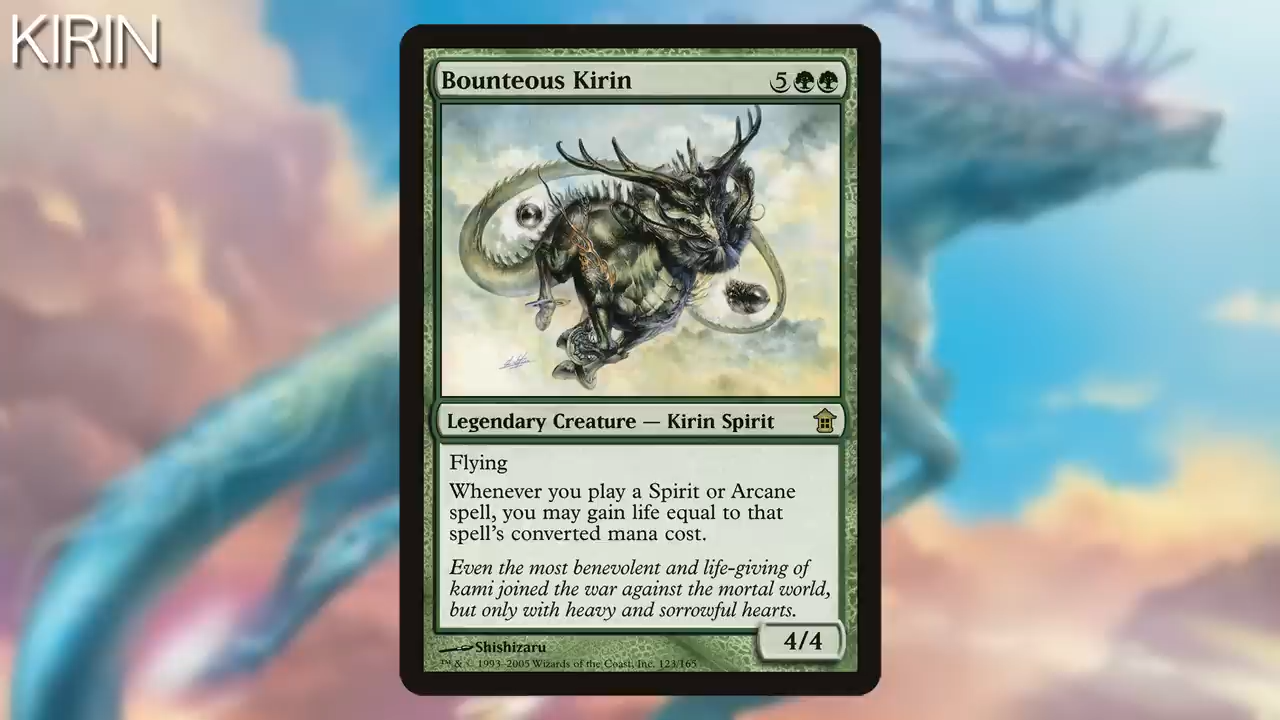 KIRIN
Bounteous Kirin 5
Legendary Creature — Kirin Spirit
Flying
Whenever you play a Spirit or Arcane
spell, you may gain life equal to that
spell's converted mana cost.
Even the most benevolent and life-giving of
kami joined the war against the mortal world,
but only with heavy and sorrowful hearts.
4/4
Shishizaru
™ & © 1993-2005 Wizards of the Coast, Inc. 123/165